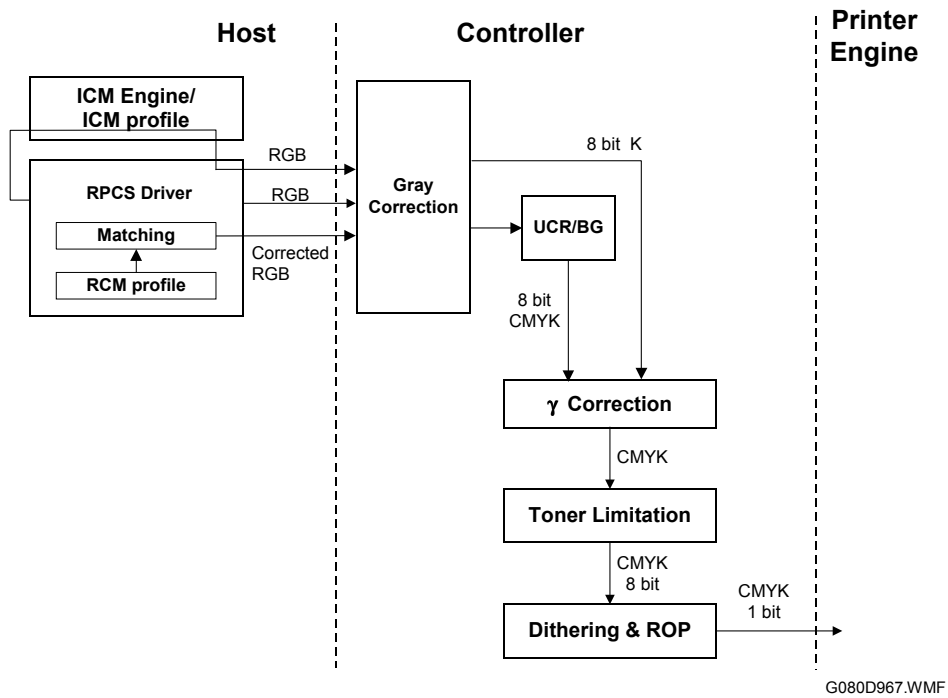 Host
Controller
Printer
Engine
ICM Engine/
ICM profile
RPCS Driver
Matching
RCM profile
RGB
RGB
Corrected
RGB
Gray
Correction
8 bit K
UCR/BG
8 bit
CMYK
γ Correction
CMYK
Toner Limitation
CMYK
8 bit
Dithering & ROP
CMYK
1 bit
G080D967.WMF